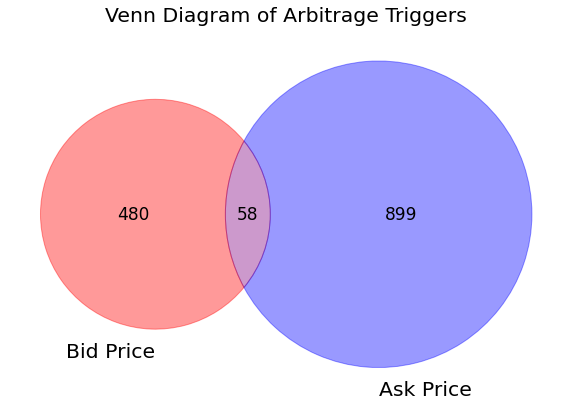 Venn Diagram of Arbitrage Triggers
480
58
899
Bid Price
Ask Price